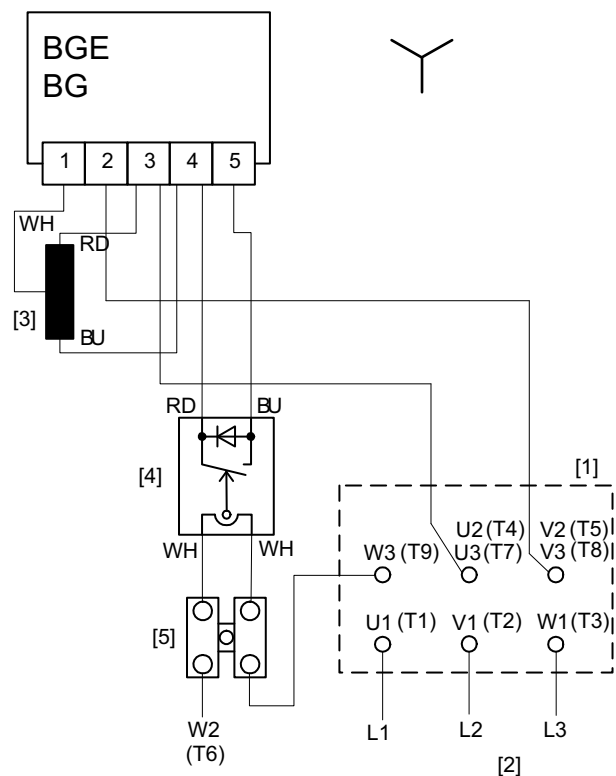 BGE
BG
1 2 3 4 5
WH
RD
[3]
BU
RD BU
[4]
WH WH
[1]
U2 (T4) V2 (T5)
W3 (T9) U3 (T7) V3 (T8)
U1 (T1) V1 (T2) W1 (T3)
[5]
W2
(T6)
L1 L2 L3
[2]